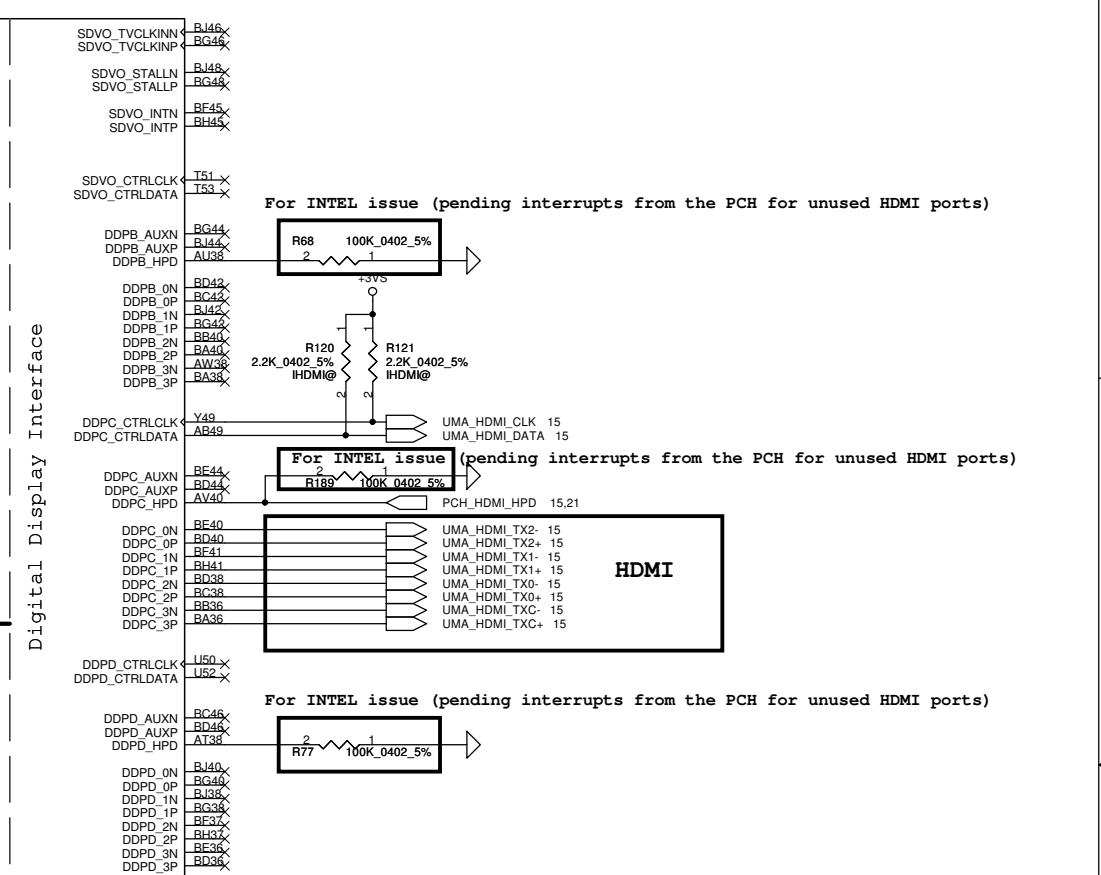 SDVO_TVCLKINN BJ46
SDVO_TVCLKINP BG46
SDVO_STALLN BJ48
SDVO_STALLP BG48
SDVO_INTN BF45
SDVO_INTP BH45
SDVO_CTRLCLK T51
SDVO_CTRLDATA T53
For INTEL issue (pending interrupts from the PCH for unused HDMI ports)
DDPB_AUXN BG44
R68 100K_0402_5%
DDPB_AUXP BJ44
DDPB_HPD AU38 2 1
+3VS
DDPB_0N BD42
DDPB_0P BC42
DDPB_1N BJ42
DDPB_1P BG42
1 1
DDPB_2N BB40
R120 R121
DDPB_2P BA40
2.2K_0402_5% 2.2K_0402_5%
DDPB_3N AW38
IHDMI@ IHDMI@
DDPB_3P BA38
2 2
DDPC_CTRLCLK Y49 UMA_HDMI_CLK 15
DDPC_CTRLDATA AB49 UMA_HDMI_DATA 15
For INTEL issue (pending interrupts from the PCH for unused HDMI ports)
DDPC_AUXN BE44 2 1
R189 100K_0402_5%
DDPC_AUXP BD44
DDPC_HPD AV40 PCH_HDMI_HPD 15,21
DDPC_0N BE40 UMA_HDMI_TX2- 15
DDPC_0P BD40 UMA_HDMI_TX2+ 15
DDPC_1N BF41 UMA_HDMI_TX1- 15
DDPC_1P BH41 UMA_HDMI_TX1+ 15
HDMI
DDPC_2N BD38 UMA_HDMI_TX0- 15
DDPC_2P BC38 UMA_HDMI_TX0+ 15
DDPC_3N BB36 UMA_HDMI_TXC- 15
DDPC_3P BA36 UMA_HDMI_TXC+ 15
Digital Display Interface
DDPD_CTRLCLK U50
DDPD_CTRLDATA U52
For INTEL issue (pending interrupts from the PCH for unused HDMI ports)
DDPD_AUXN BC46
DDPD_AUXP BD46
DDPD_HPD AT38 2 1
R77 100K_0402_5%
DDPD_0N BJ40
DDPD_0P BG40
DDPD_1N BJ38
DDPD_1P BG38
DDPD_2N BF37
DDPD_2P BH37
DDPD_3N BE36
DDPD_3P BD36